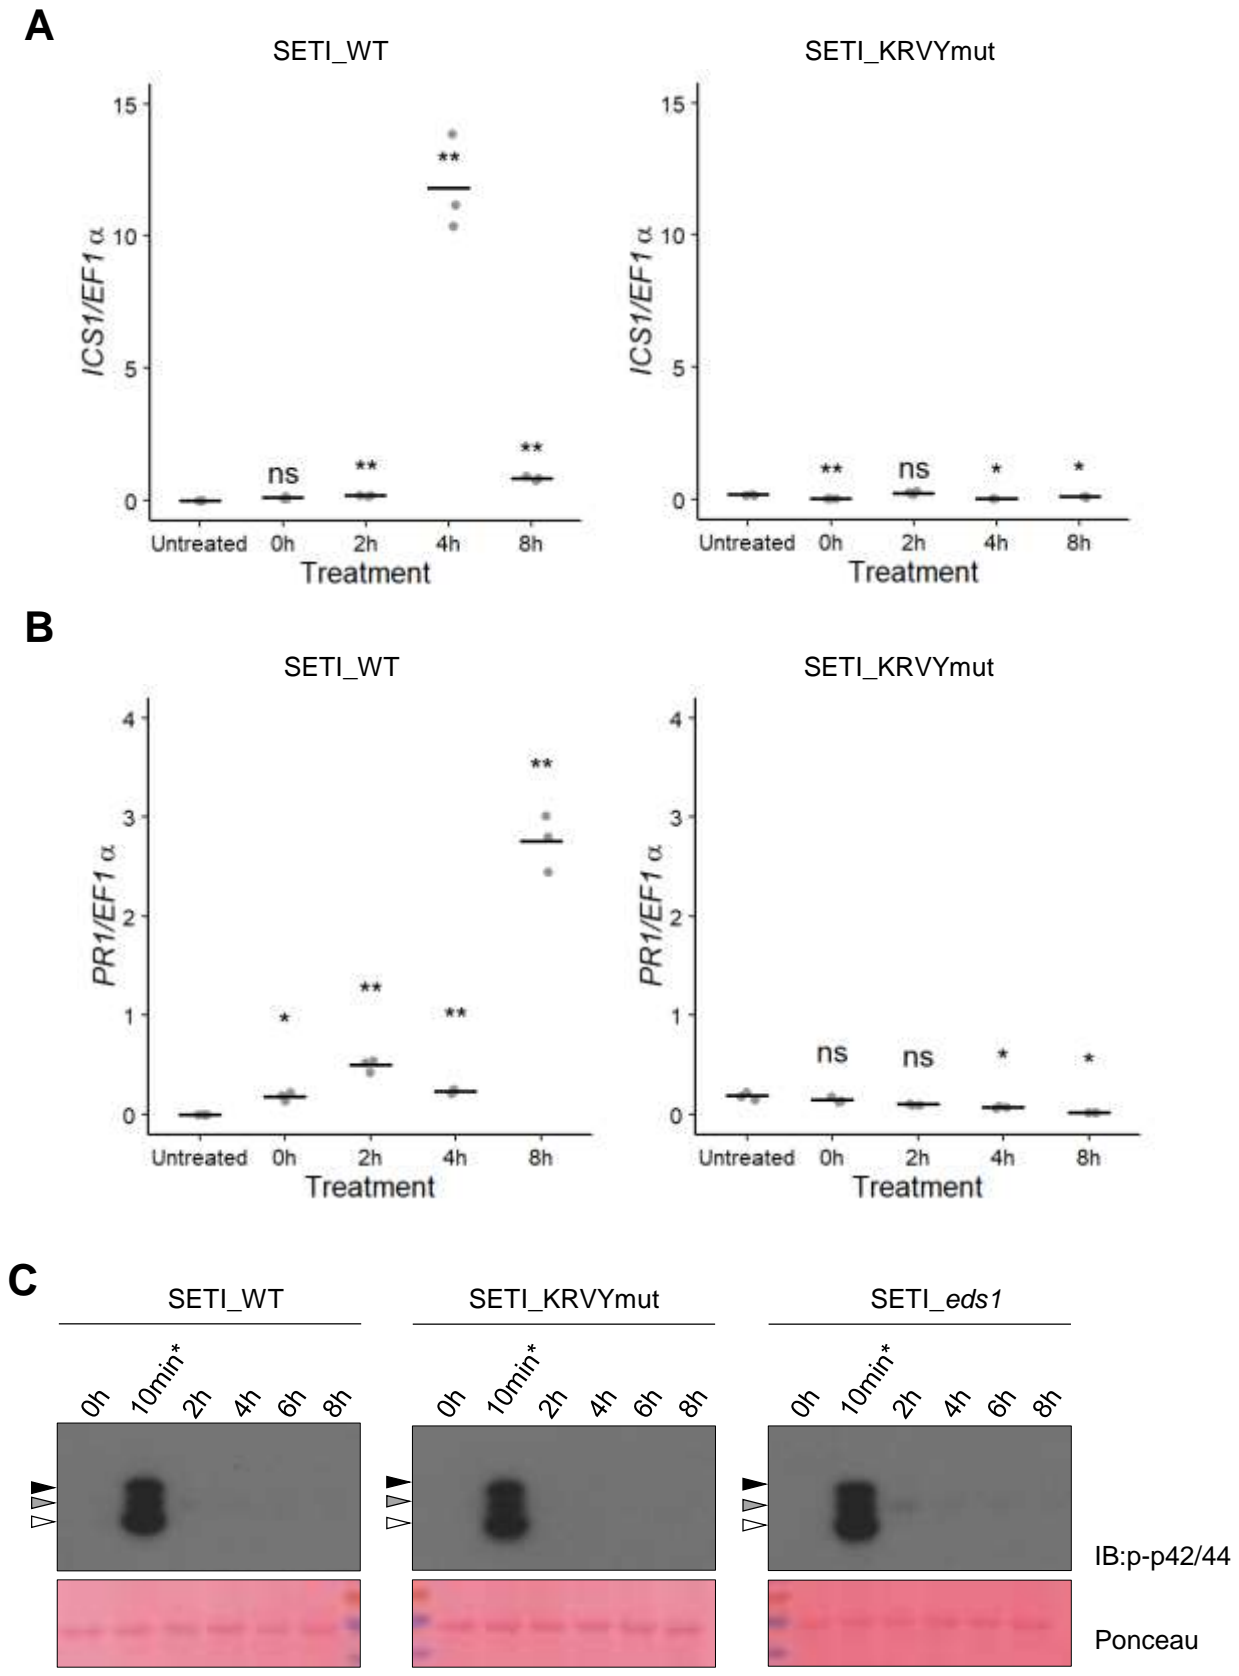 A
SETI_WT
SETI_KRVYmut
15
10
5
0
ICS1/EF1 α
ns
**
**
**
Untreated 0h 2h 4h 8h
Treatment
15
10
5
0
ICS1/EF1 α
**
ns
*
*
Untreated 0h 2h 4h 8h
Treatment
B
SETI_WT
SETI_KRVYmut
4
3
2
1
0
PR1/EF1 α
*
**
**
**
Untreated 0h 2h 4h 8h
Treatment
4
3
2
1
0
PR1/EF1 α
ns
ns
*
*
Untreated 0h 2h 4h 8h
Treatment
C
SETI_WT
SETI_KRVYmut
SETI_eds1
0h 10min* 2h 4h 6h 8h
0h 10min* 2h 4h 6h 8h
0h 10min* 2h 4h 6h 8h
IB:p-p42/44
Ponceau